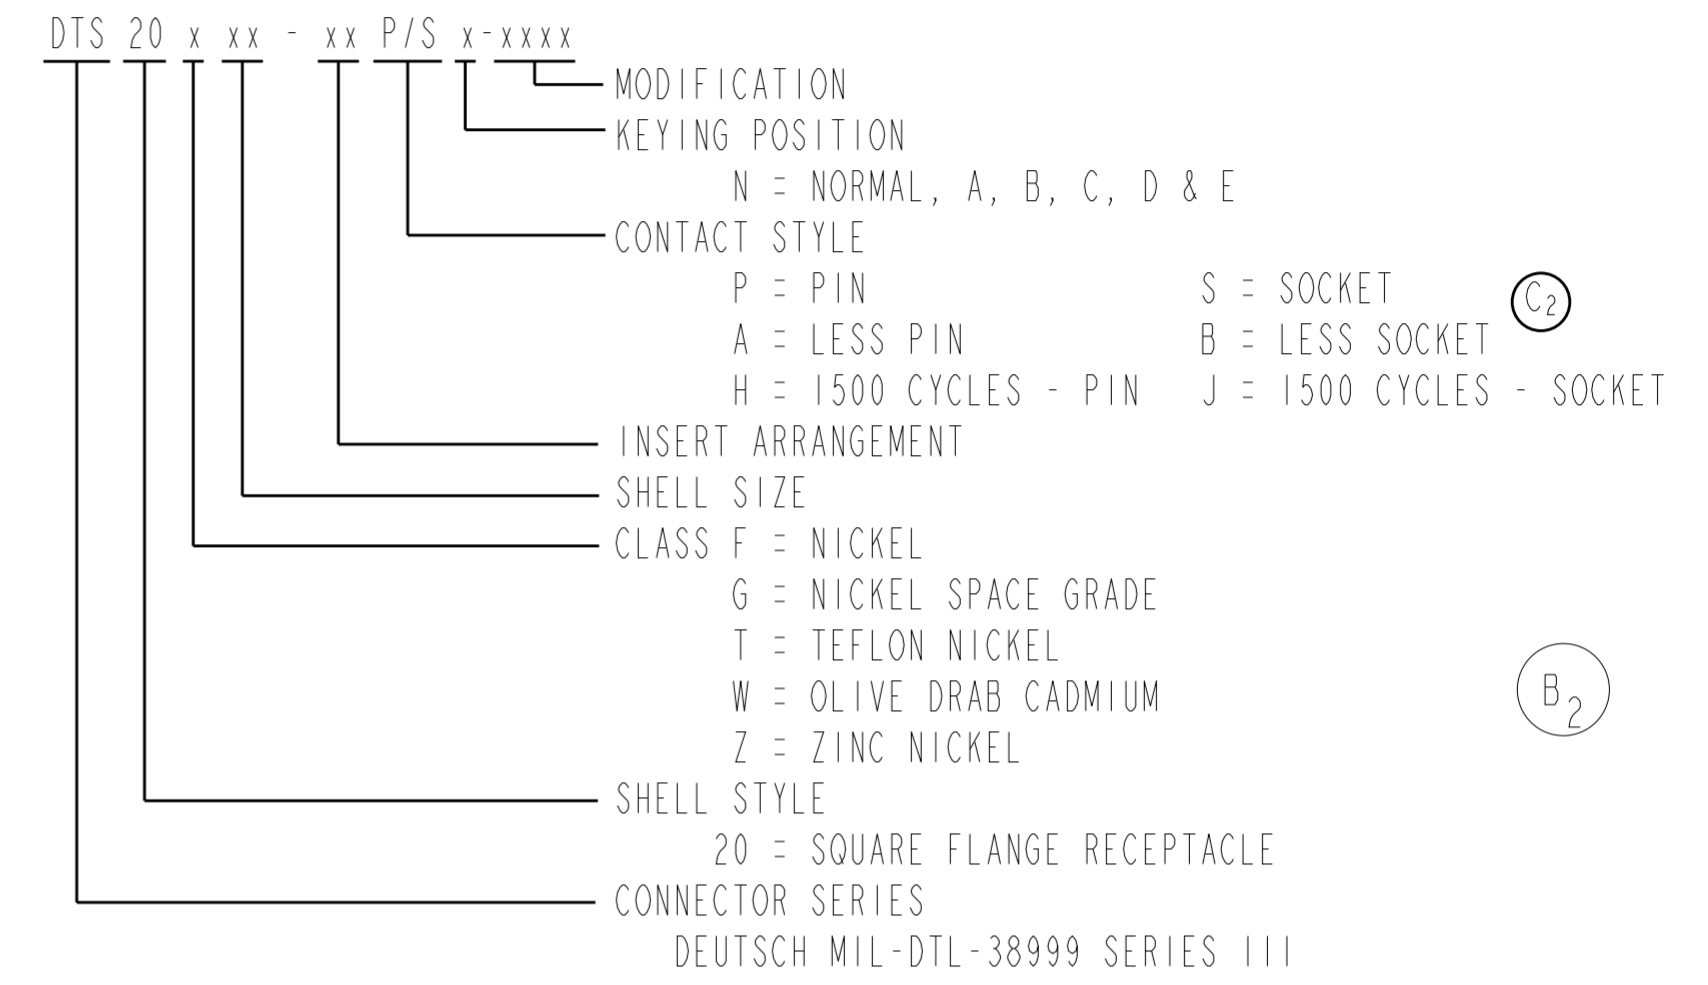 DTS 20 x xx - xx P/S x-xxxx
MODIFICATION
KEYING POSITION
N = NORMAL, A, B, C, D & E
CONTACT STYLE
P = PIN S = SOCKET
C2
A = LESS PIN B = LESS SOCKET
H = 1500 CYCLES - PIN J = 1500 CYCLES - SOCKET
INSERT ARRANGEMENT
SHELL SIZE
CLASS F = NICKEL
G = NICKEL SPACE GRADE
T = TEFLON NICKEL
W = OLIVE DRAB CADMIUM
B2
Z = ZINC NICKEL
SHELL STYLE
20 = SQUARE FLANGE RECEPTACLE
CONNECTOR SERIES
DEUTSCH MIL-DTL-38999 SERIES III